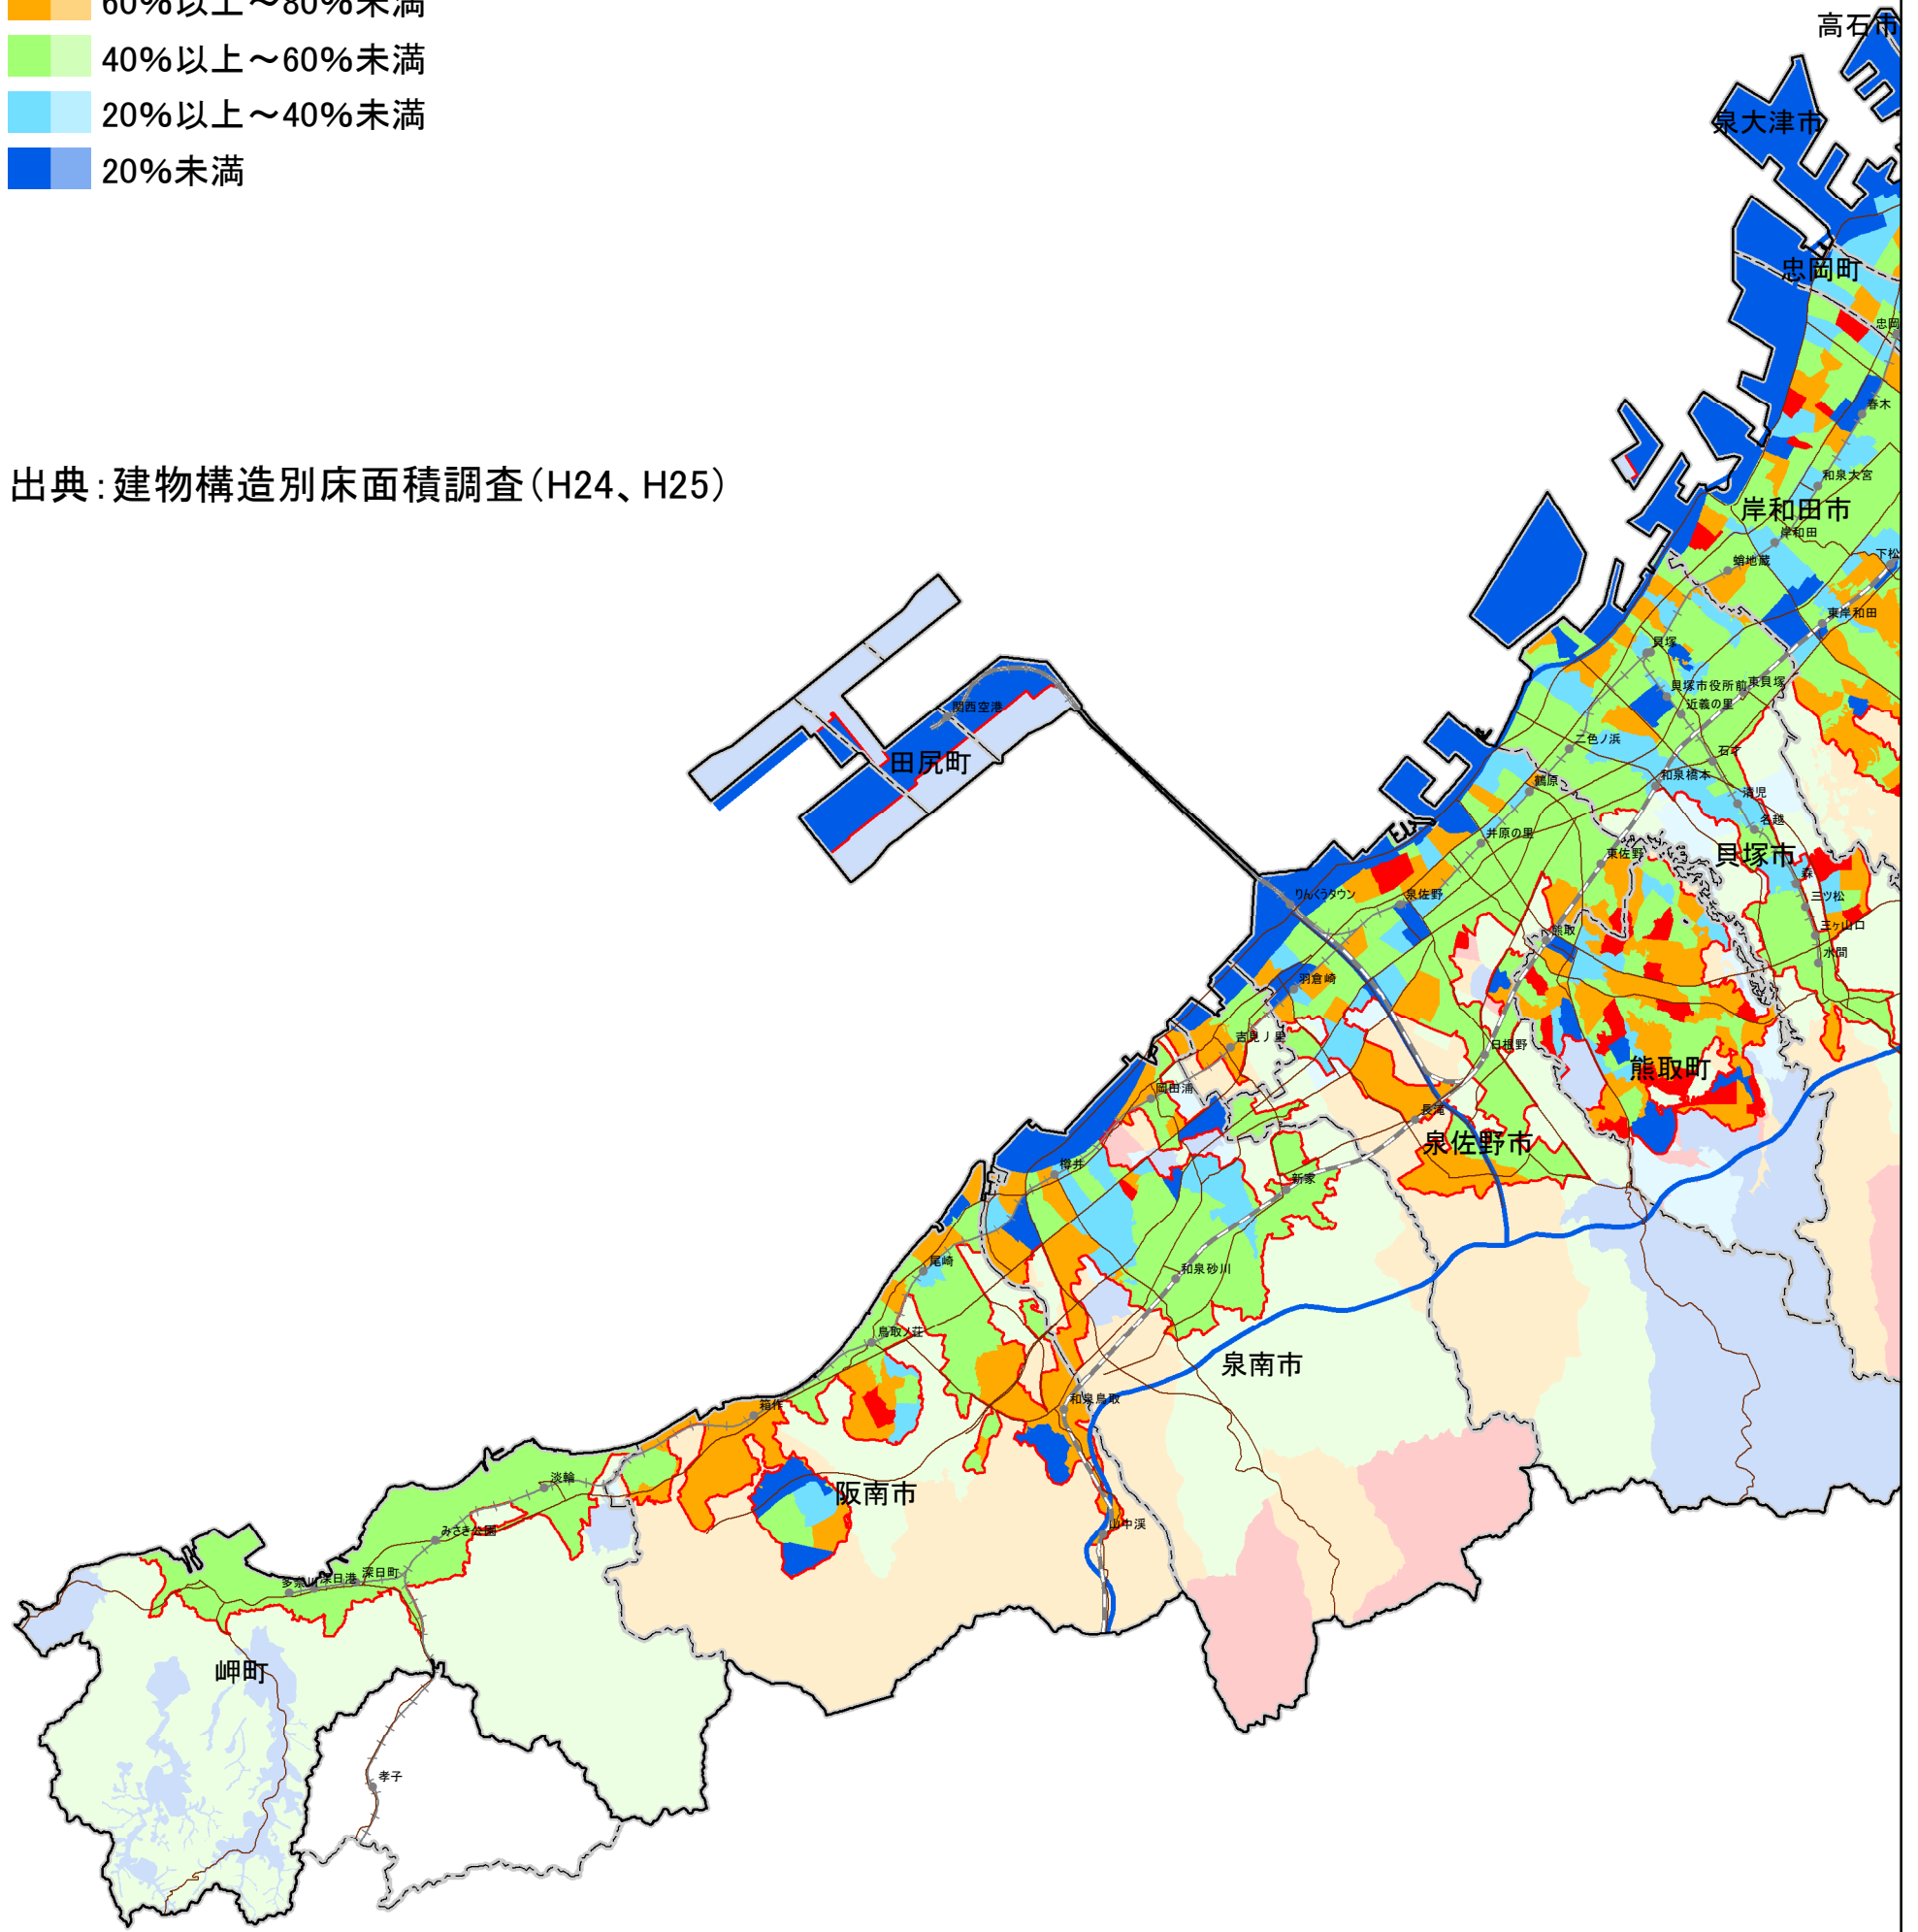 60%以上～80%未満
40%以上～60%未満
20%以上～40%未満
20%未満
出典：建物構造別床面積調査（H24、H25）
高石市
泉大津市
忠岡町
忠岡
春木
和泉大宮
岸和田市
岸和田
下松
蛸地蔵
東岸和田
貝塚
東貝塚
貝塚市役所前
近義の里
関西空港
田尻町
二色ノ浜
石才
和泉橋本
鶴原
清児
名越
井原の里
東佐野
貝塚市
森
りんくうタウン
泉佐野
三ツ松
三ヶ山口
熊取
水間
羽倉崎
吉見ノ里
日根野
熊取町
岡田浦
長滝
泉佐野市
樽井
新家
尾崎
和泉砂川
鳥取ノ荘
泉南市
箱作
和泉鳥取
淡輪
阪南市
みさき公園
山中渓
多奈川
深日港
深日町
岬町
孝子